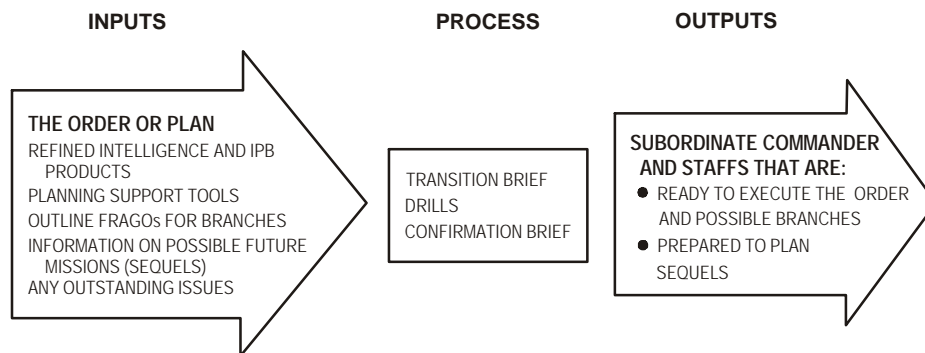 INPUTS
PROCESS
OUTPUTS
THE ORDER OR PLAN
REFINED INTELLIGENCE AND IPB
PRODUCTS
PLANNING SUPPORT TOOLS
OUTLINE FRAGOs FOR BRANCHES
INFORMATION ON POSSIBLE FUTURE
MISSIONS (SEQUELS)
ANY OUTSTANDING ISSUES
TRANSITION BRIEF
DRILLS
CONFIRMATION BRIEF
SUBORDINATE COMMANDER
AND STAFFS THAT ARE:
● READY TO EXECUTE THE ORDER
AND POSSIBLE BRANCHES
● PREPARED TO PLAN
SEQUELS